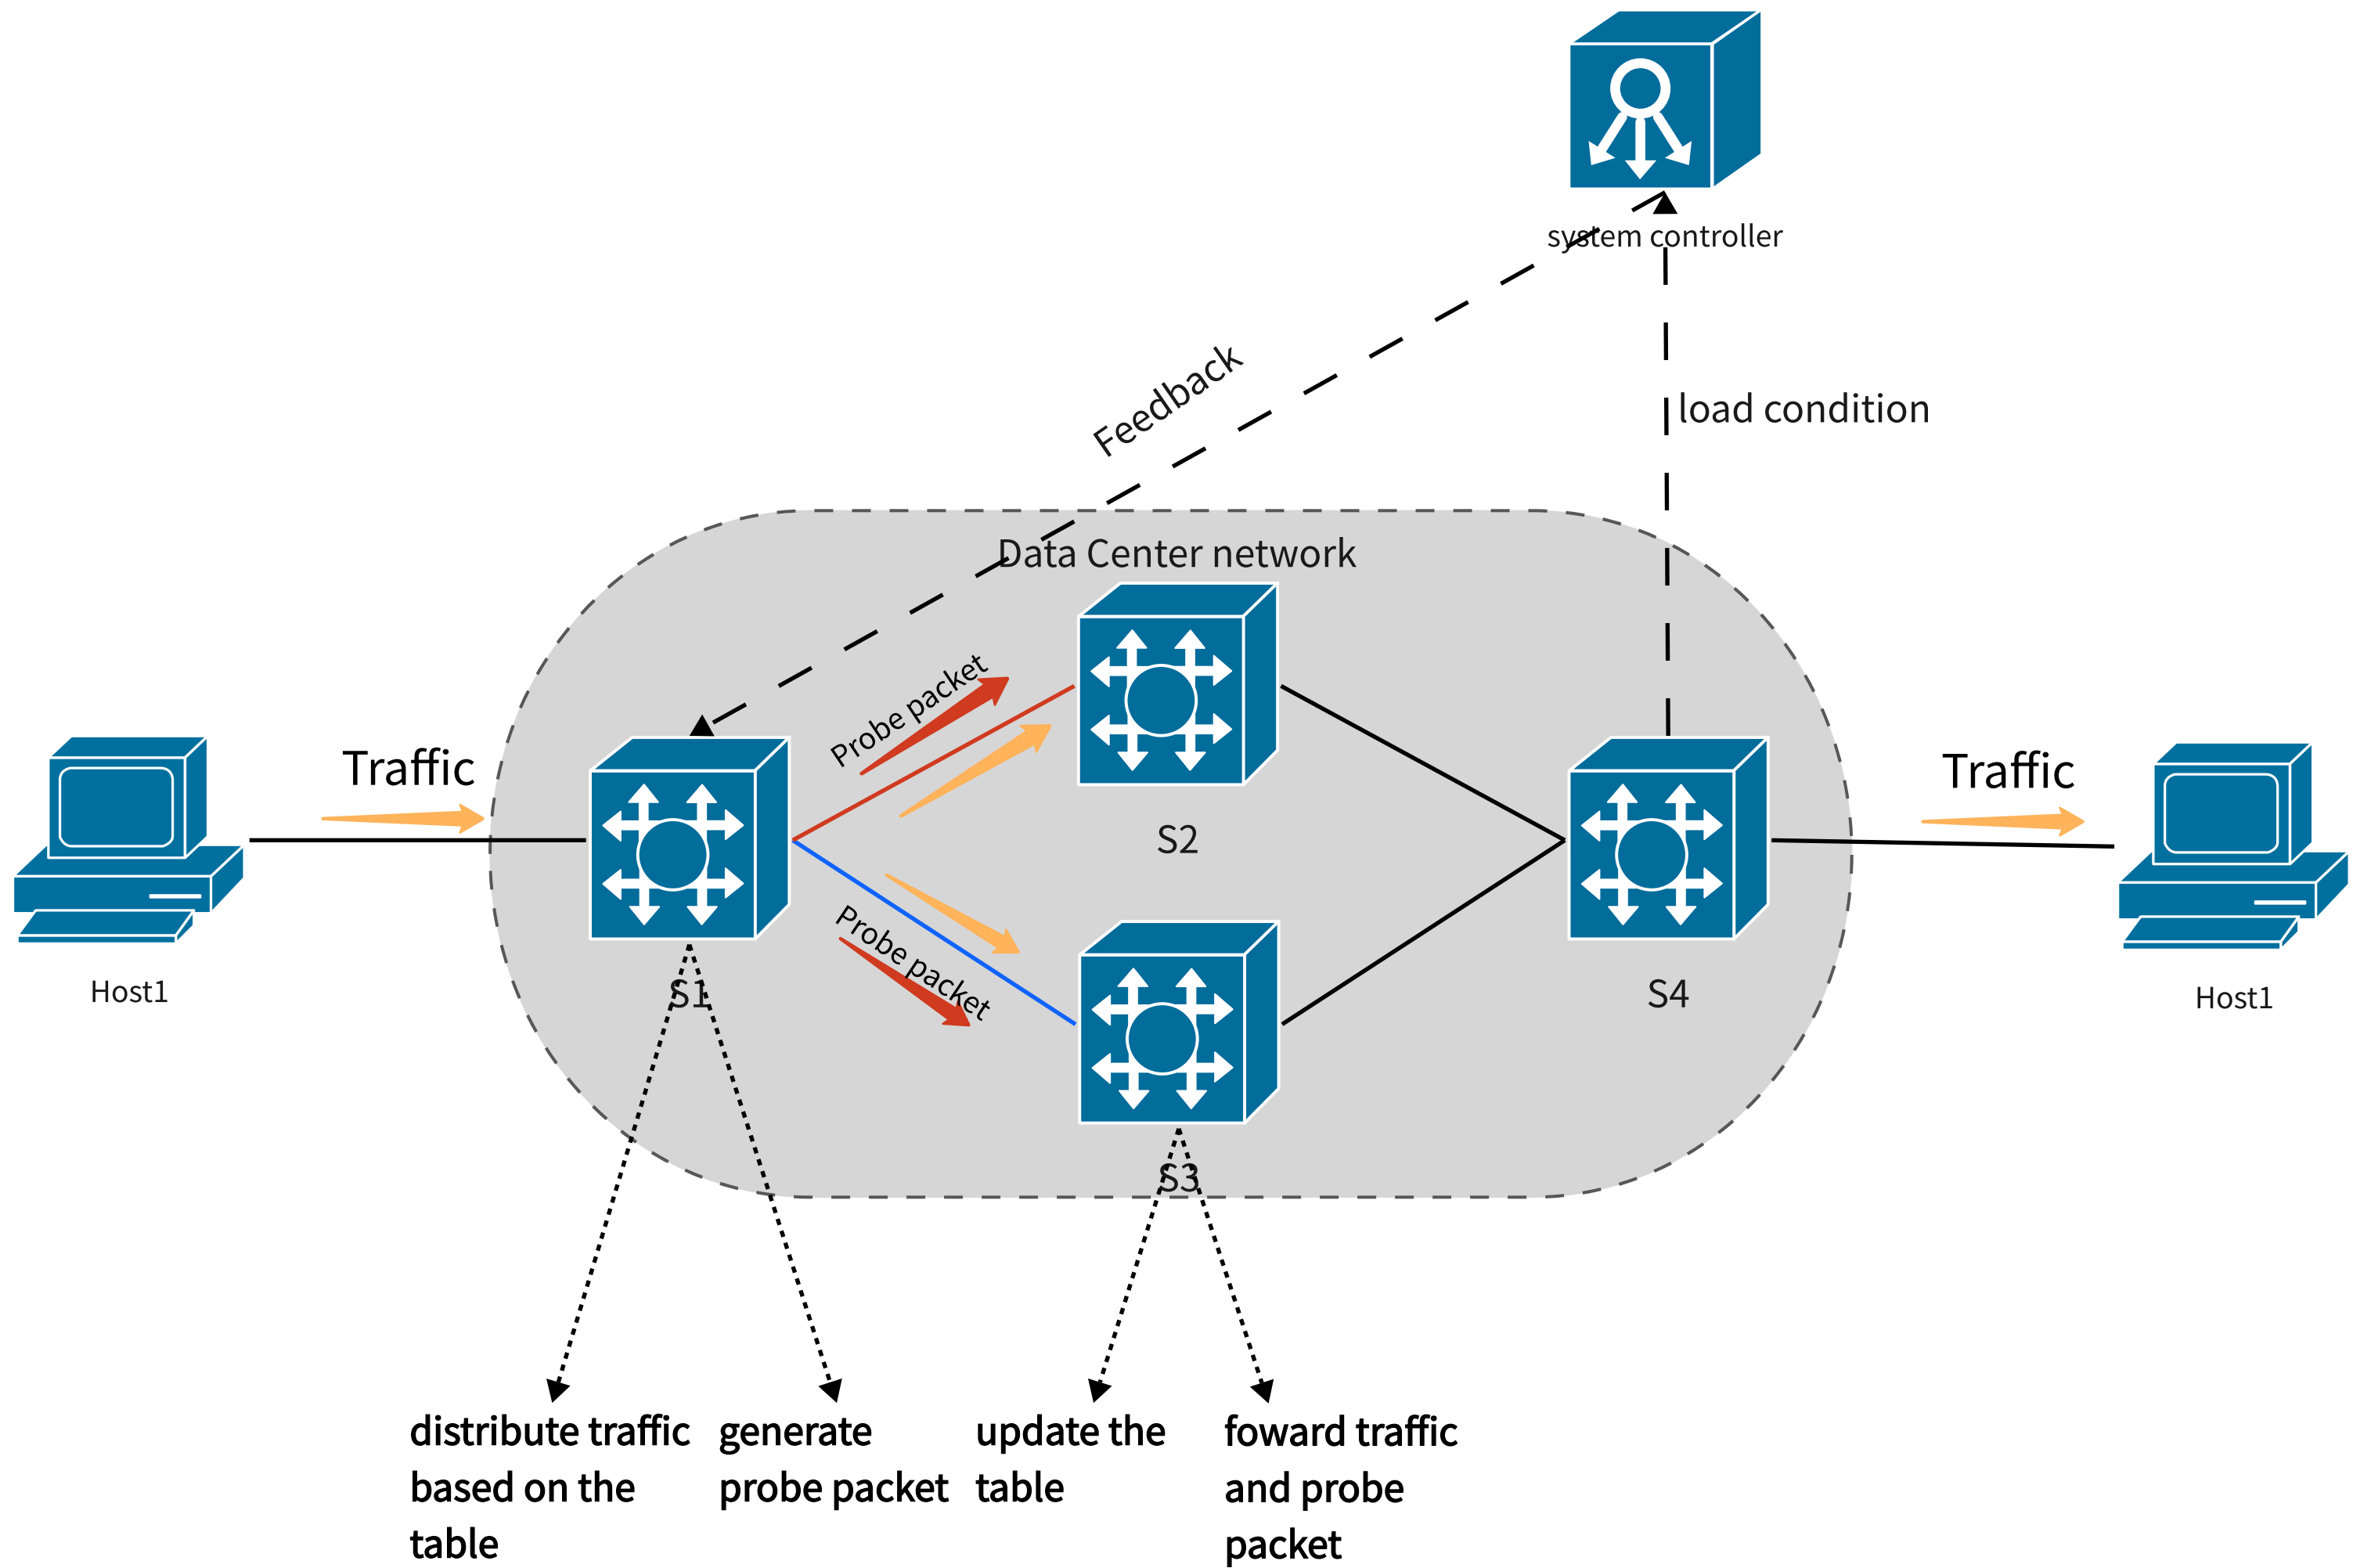 system controller
Feedback
load condition
Data Center network
Probe packet
Traffic
Traffic
S2
Probe packet
Host1
S1
S4
Host1
S3
distribute traffic
based on the
table
generate
probe packet
update the
table
foward traffic
and probe
packet